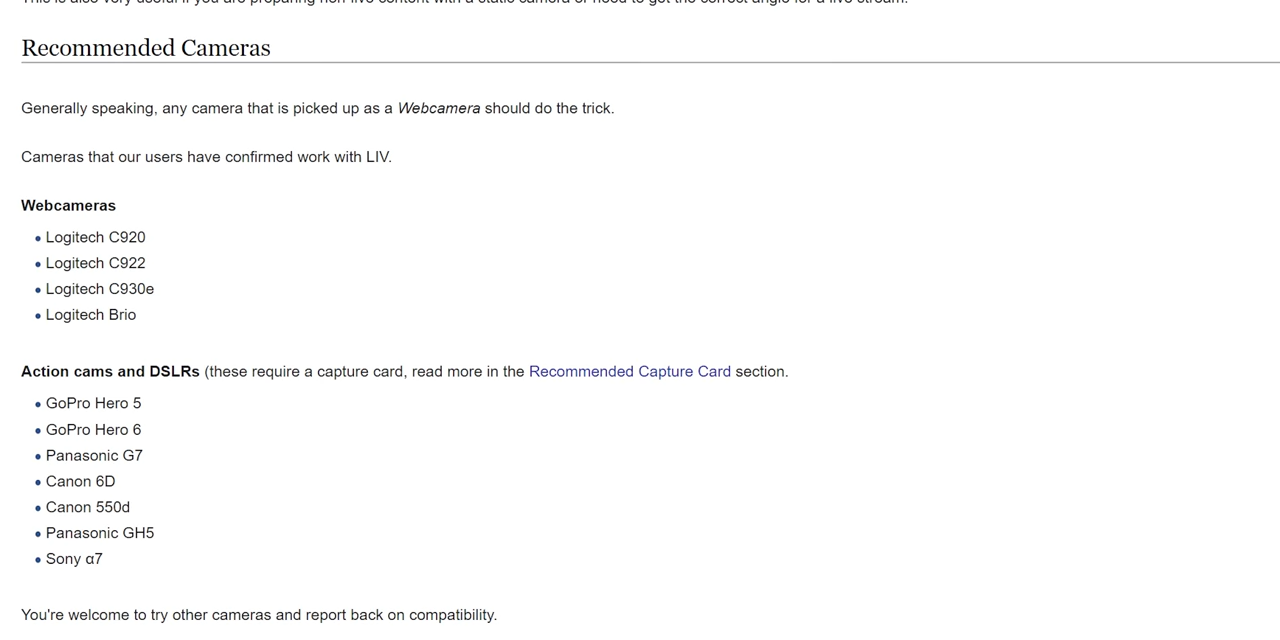 Recommended Cameras
Generally speaking, any camera that is picked up as a Webcamera should do the trick.
Cameras that our users have confirmed work with LIV.
Webcameras
• Logitech C920
• Logitech C922
• Logitech C930e
• Logitech Brio
Action cams and DSLRs (these require a capture card, read more in the Recommended Capture Card section.
• GoPro Hero 5
• GoPro Hero 6
• Panasonic G7
• Canon 6D
• Canon 550d
• Panasonic GH5
• Sony α7
You're welcome to try other cameras and report back on compatibility.